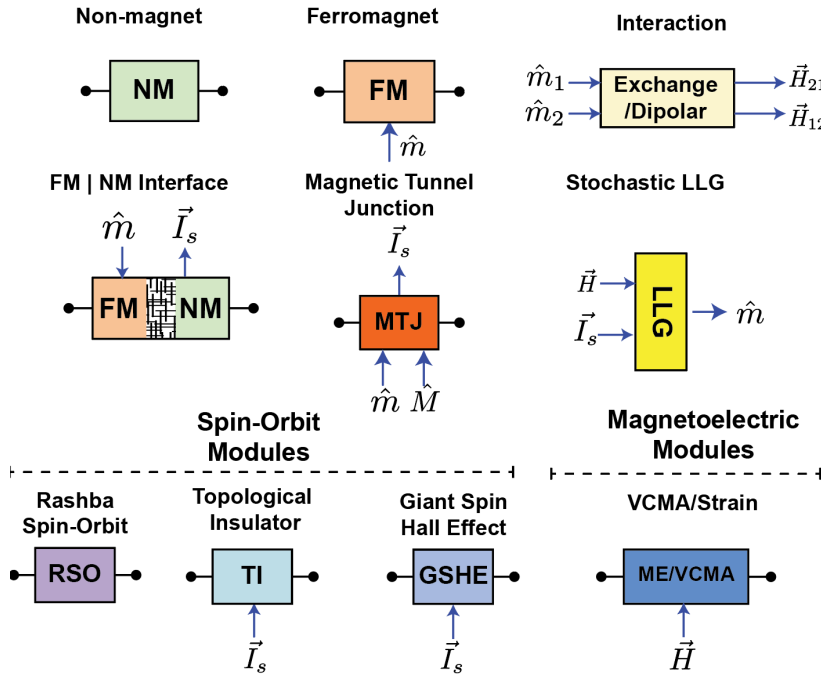 Non-magnet
Ferromagnet
Interaction
NM
FM
m̂
m̂₁
m̂₂
Exchange
/Dipolar
H⃗₂₁
H⃗₁₂
FM | NM Interface
m̂
I⃗ₛ
FM
NM
Magnetic Tunnel
Junction
I⃗ₛ
MTJ
m̂ M̂
Stochastic LLG
H⃗
I⃗ₛ
LLG
m̂
Spin-Orbit
Modules
Magnetoelectric
Modules
Rashba
Spin-Orbit
RSO
Topological
Insulator
TI
I⃗ₛ
Giant Spin
Hall Effect
GSHE
I⃗ₛ
VCMA/Strain
ME/VCMA
H⃗